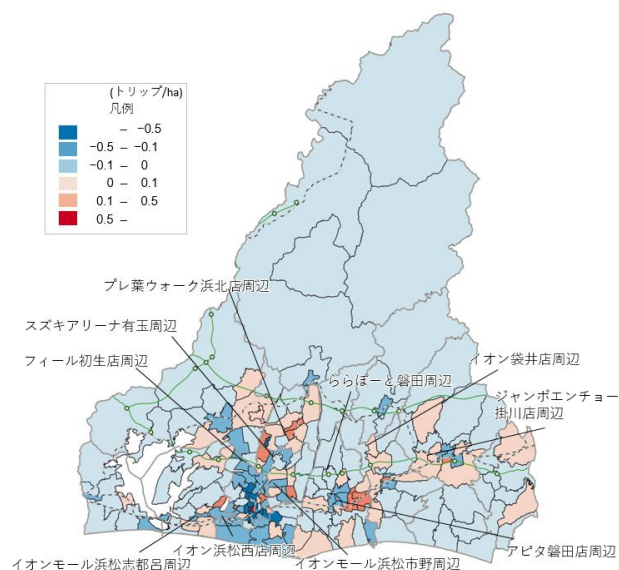 (トリップ/ha)
凡例
– −0.5
−0.5 – −0.1
−0.1 – 0
0 – 0.1
0.1 – 0.5
0.5 –
プレ葉ウォーク浜北店周辺
スズキアリーナ有玉周辺
フィール初生店周辺
ららぽーと磐田周辺
イオン袋井店周辺
ジャンボエンチョー
掛川店周辺
イオンモール浜松志都呂周辺
イオン浜松西店周辺
イオンモール浜松市野周辺
アピタ磐田店周辺